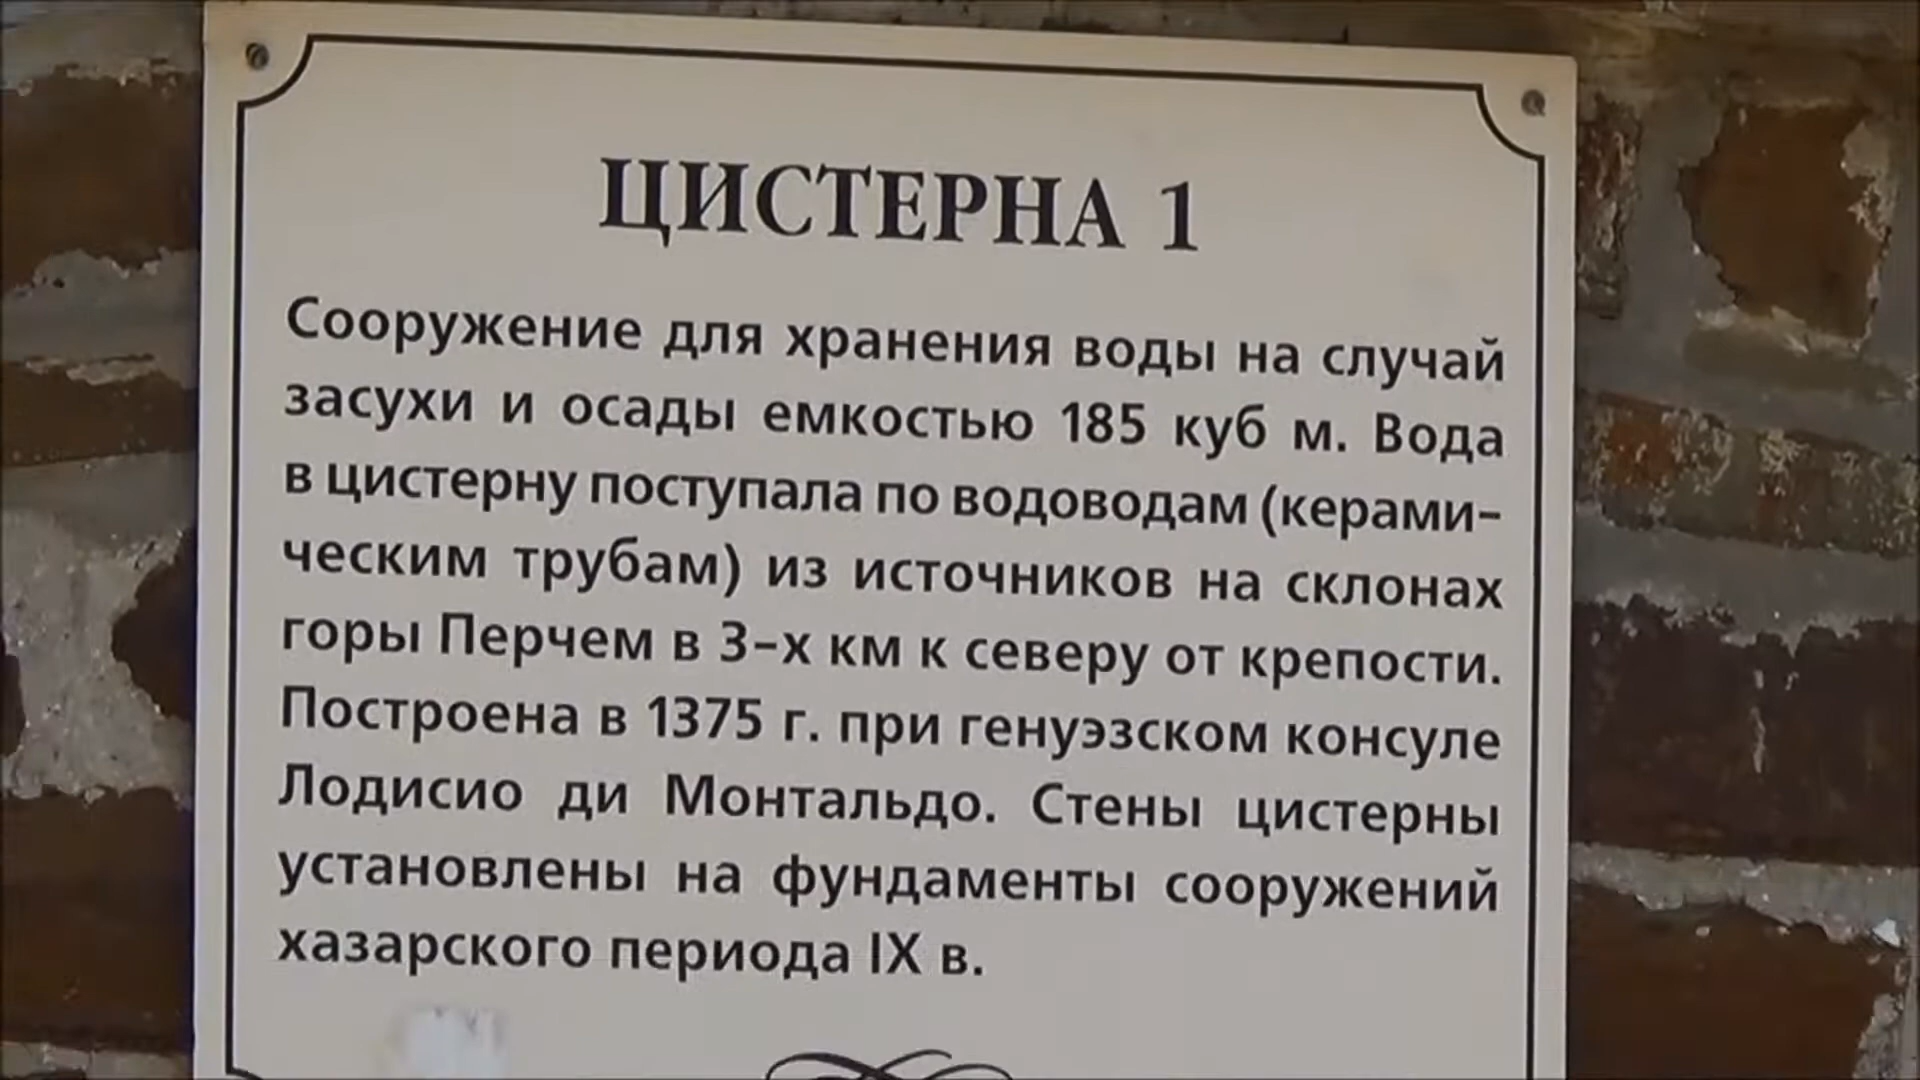 ЦИСТЕРНА 1
Сооружение для хранения воды на случай
засухи и осады емкостью 185 куб м. Вода
в цистерну поступала по водоводам (керами-
ческим трубам) из источников на склонах
горы Перчем в 3-х км к северу от крепости.
Построена в 1375 г. при генуэзском консуле
Лодисио ди Монтальдо. Стены цистерны
установлены на фундаменты сооружений
хазарского периода IX в.